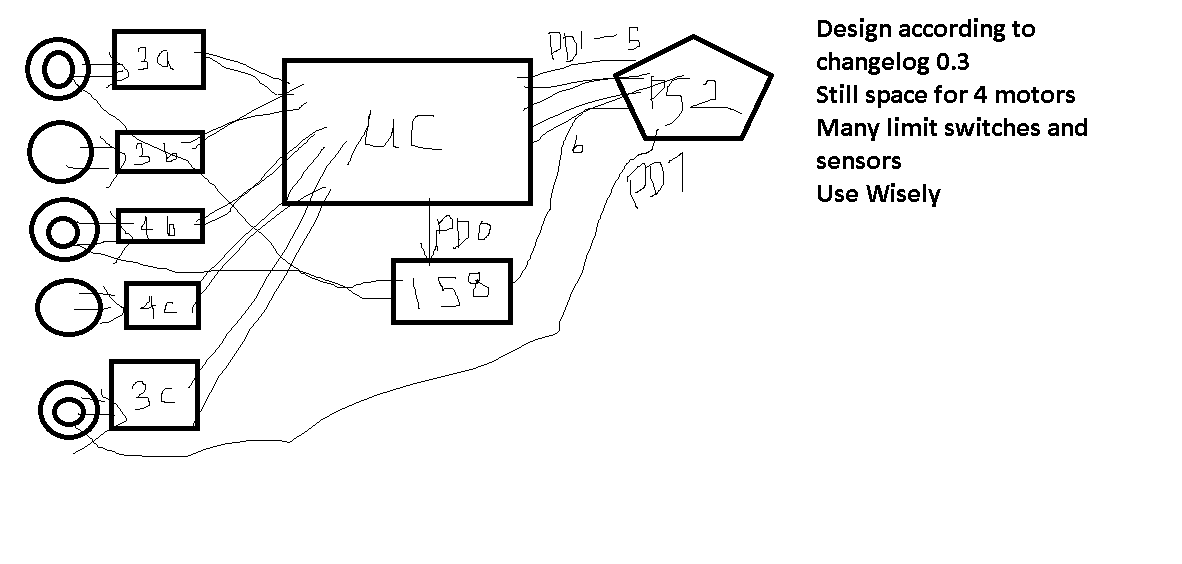 Design according to
changelog 0.3
Still space for 4 motors
Many limit switches and
sensors
Use Wisely
3a
3b
4b
4c
3c
μC
PD0
158
PD1-5
PS2
6
PD7